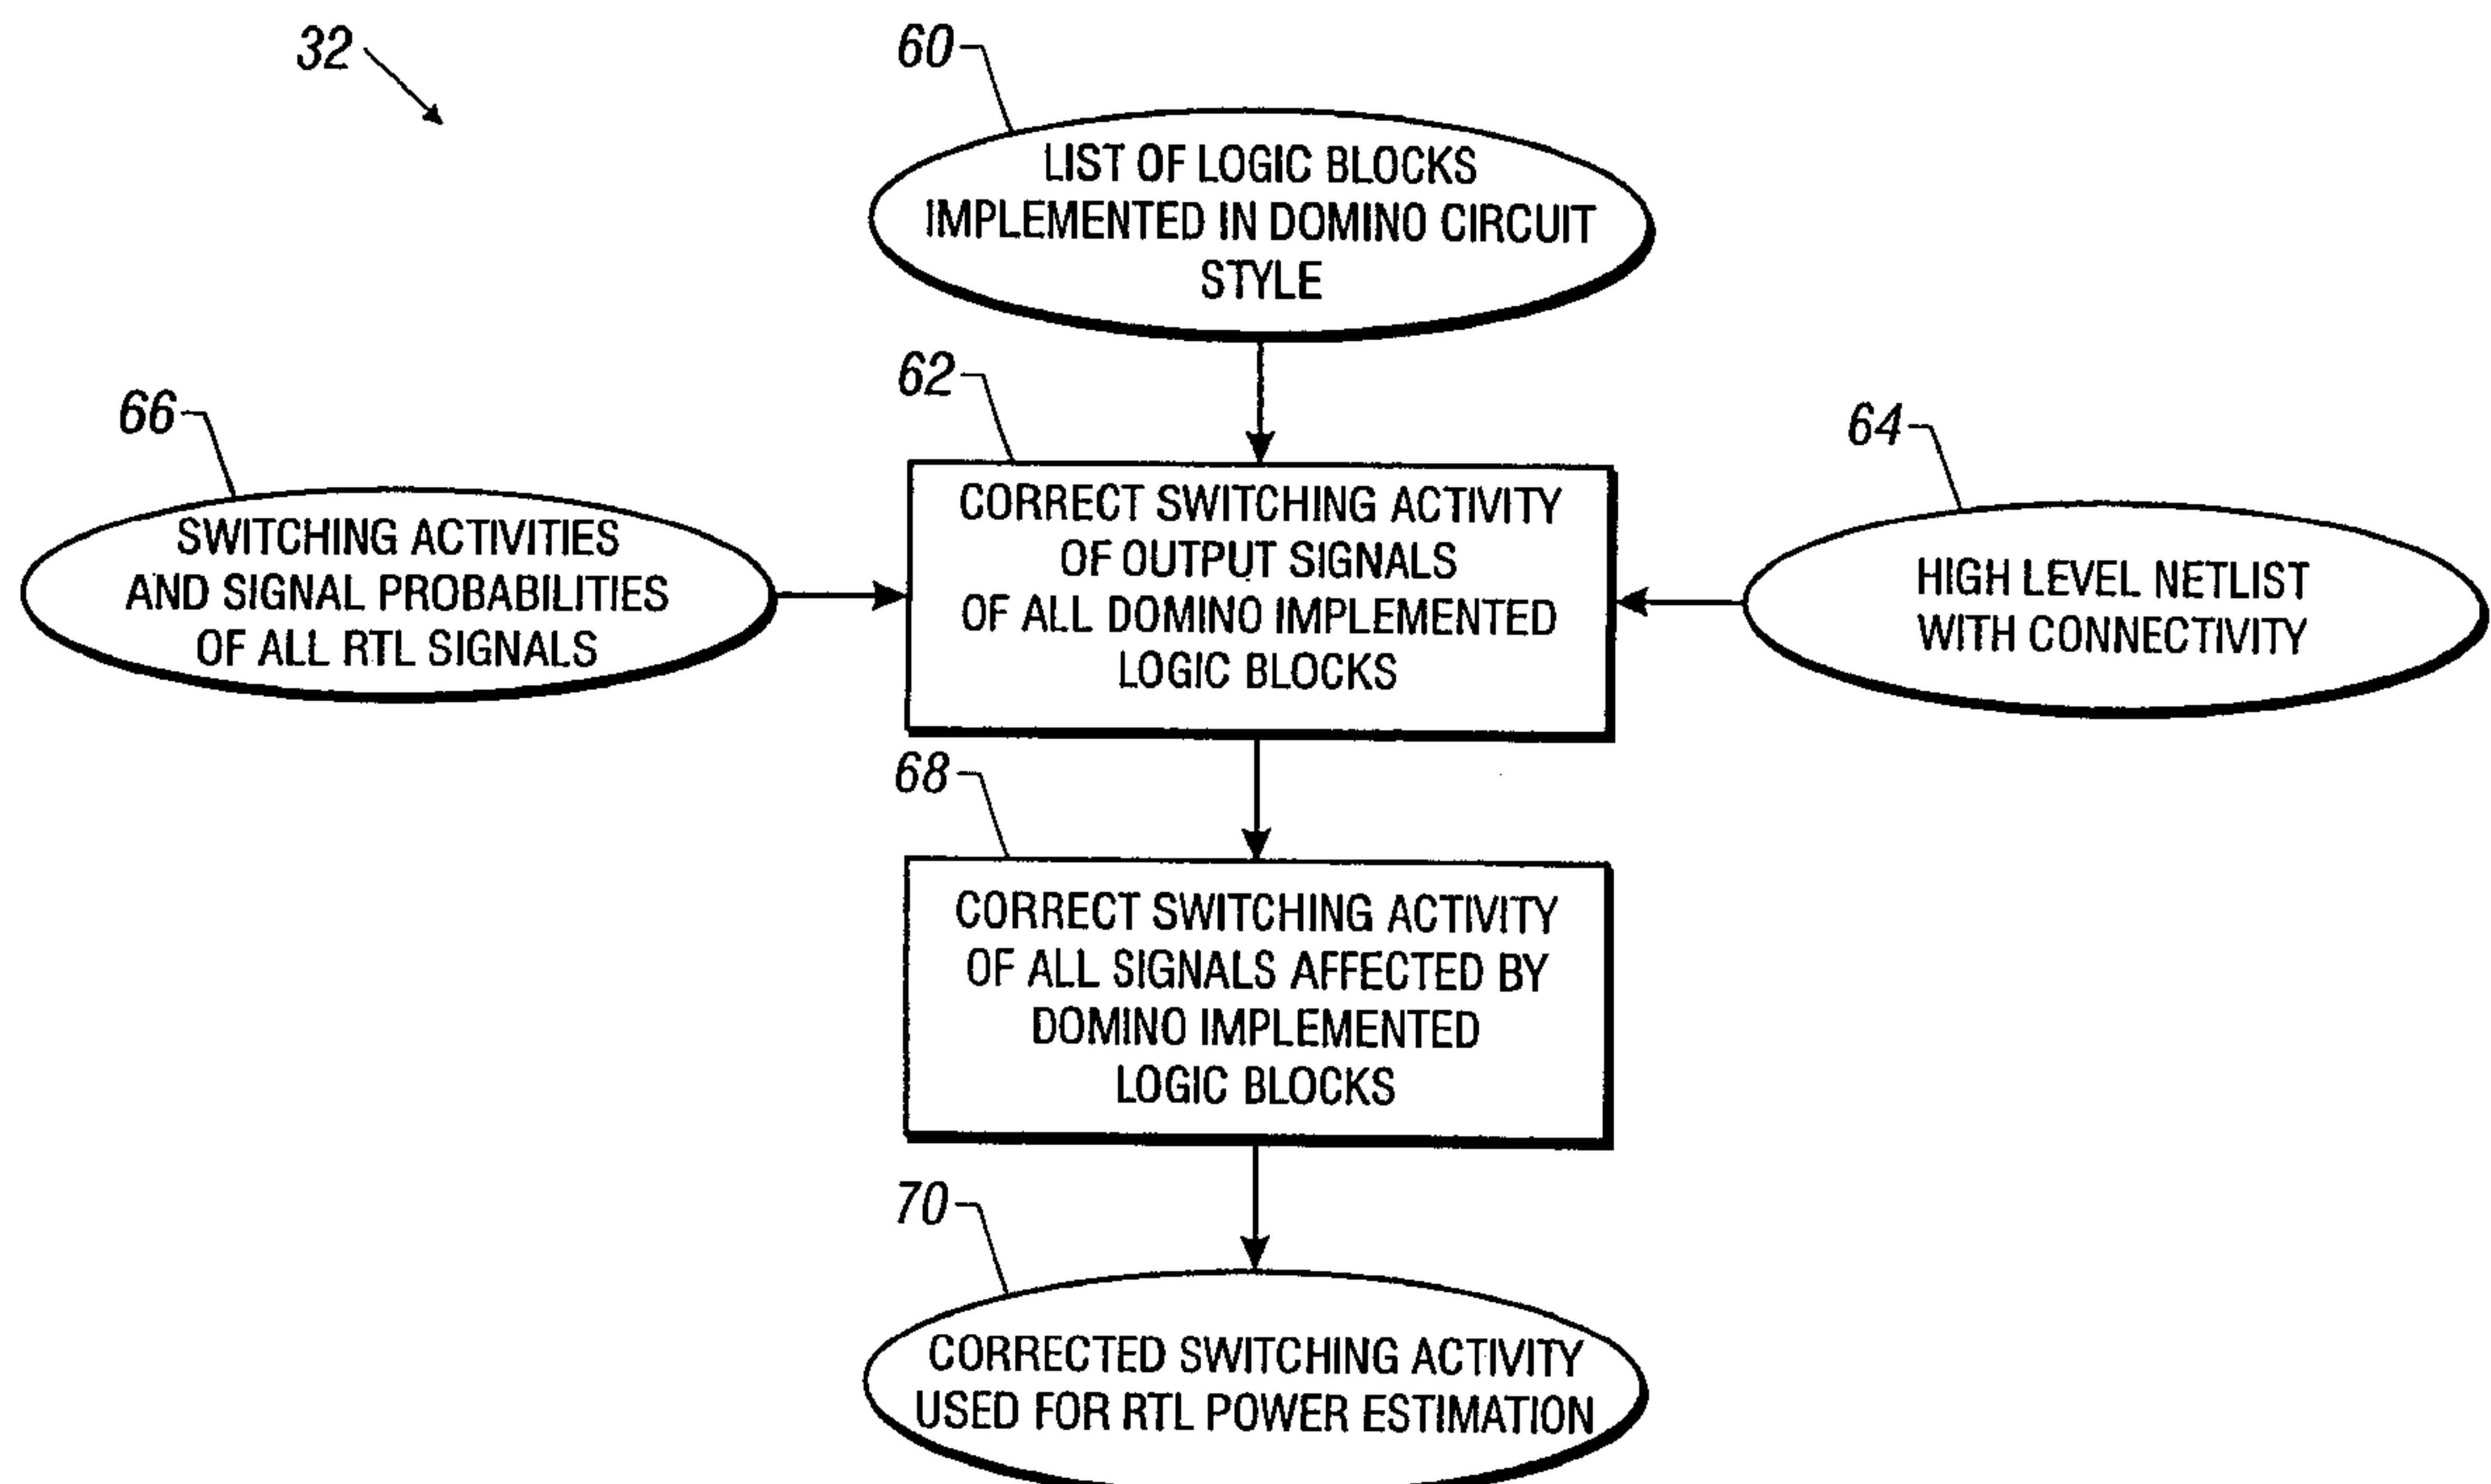 32
60
LIST OF LOGIC BLOCKS
IMPLEMENTED IN DOMINO CIRCUIT
STYLE
62
66
64
CORRECT SWITCHING ACTIVITY
OF OUTPUT SIGNALS
OF ALL DOMINO IMPLEMENTED
LOGIC BLOCKS
SWITCHING ACTIVITIES
AND SIGNAL PROBABILITIES
OF ALL RTL SIGNALS
HIGH LEVEL NETLIST
WITH CONNECTIVITY
68
CORRECT SWITCHING ACTIVITY
OF ALL SIGNALS AFFECTED BY
DOMINO IMPLEMENTED
LOGIC BLOCKS
70
CORRECTED SWITCHING ACTIVITY
USED FOR RTL POWER ESTIMATION